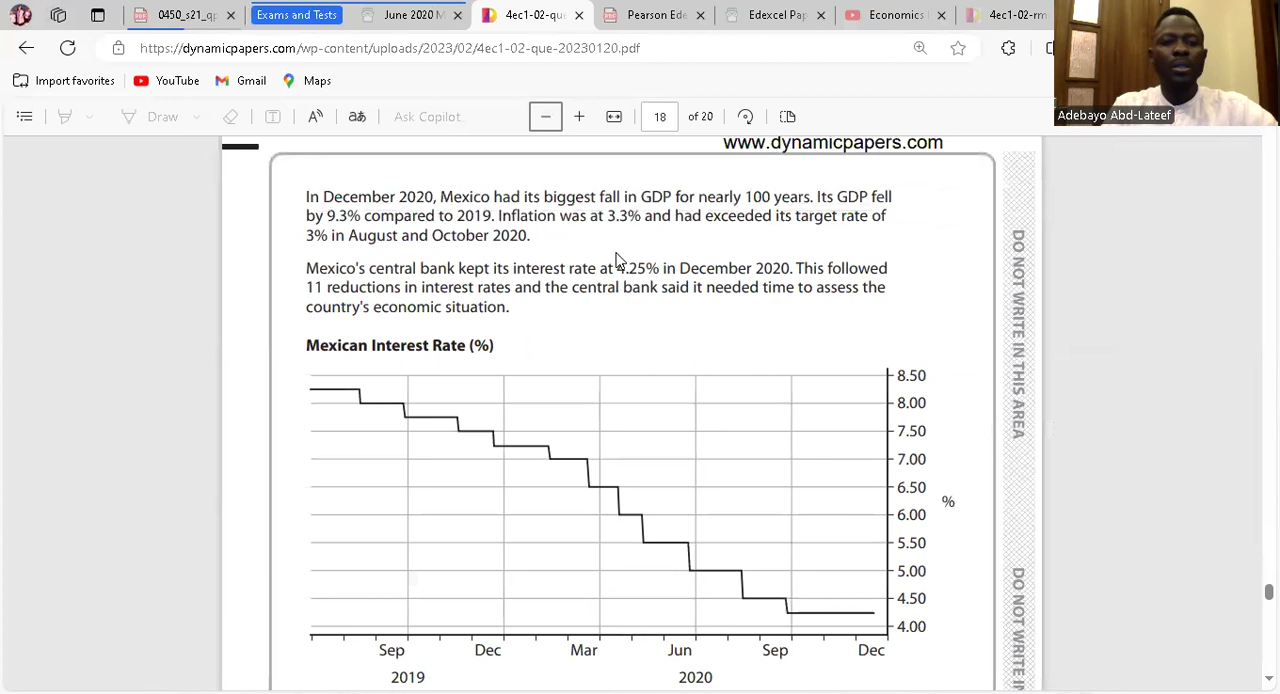 0450_s21_qp
Exams and Tests
June 2020 M
4ec1-02-que
Pearson Ede
Edexcel Pap
Economics
4ec1-02-rm
https://dynamicpapers.com/wp-content/uploads/2023/02/4ec1-02-que-20230120.pdf
Import favorites
YouTube
Gmail
Maps
Draw
Ask Copilot
18
of 20
Adebayo Abd-Lateef
www.dynamicpapers.com
In December 2020, Mexico had its biggest fall in GDP for nearly 100 years. Its GDP fell
by 9.3% compared to 2019. Inflation was at 3.3% and had exceeded its target rate of
3% in August and October 2020.
Mexico's central bank kept its interest rate at 4.25% in December 2020. This followed
11 reductions in interest rates and the central bank said it needed time to assess the
country's economic situation.
Mexican Interest Rate (%)
8.50
8.00
7.50
7.00
6.50
6.00
5.50
5.00
4.50
4.00
%
Sep Dec Mar Jun Sep Dec
2019 2020
DO NOT WRITE IN THIS AREA
DO NOT WRITE IN